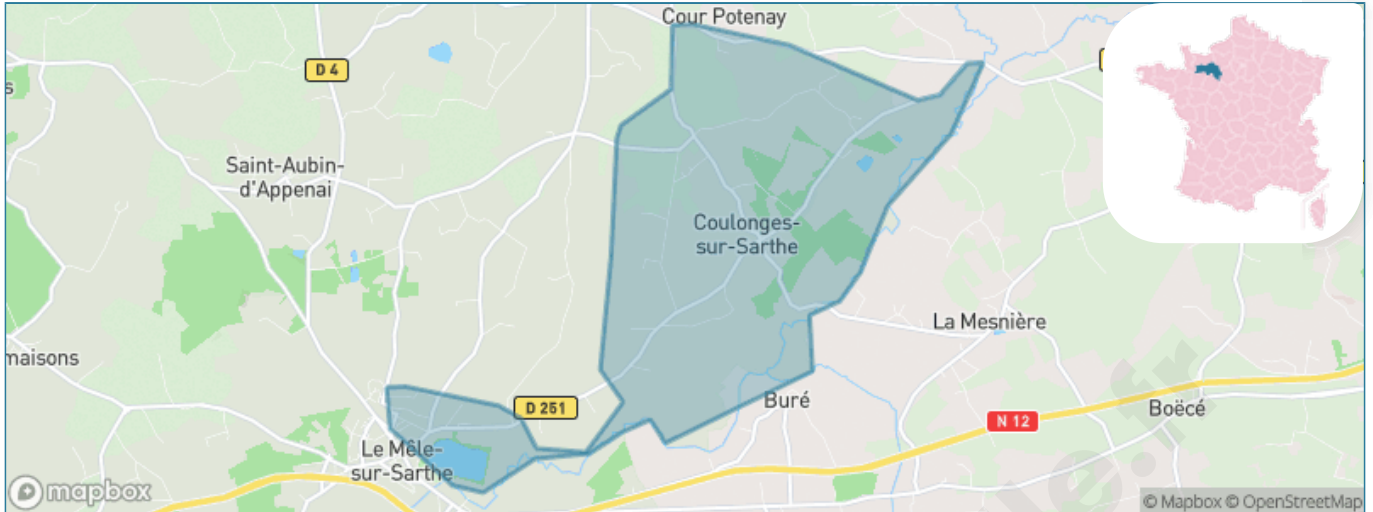 Cour Potenay
D 4
Saint-Aubin-
d'Appenai
Coulonges-
sur-Sarthe
La Mesnière
maisons
D 251
Buré
Boëcé
N 12
Le Mêle-
sur-Sarthe
mapbox
© Mapbox © OpenStreetMap